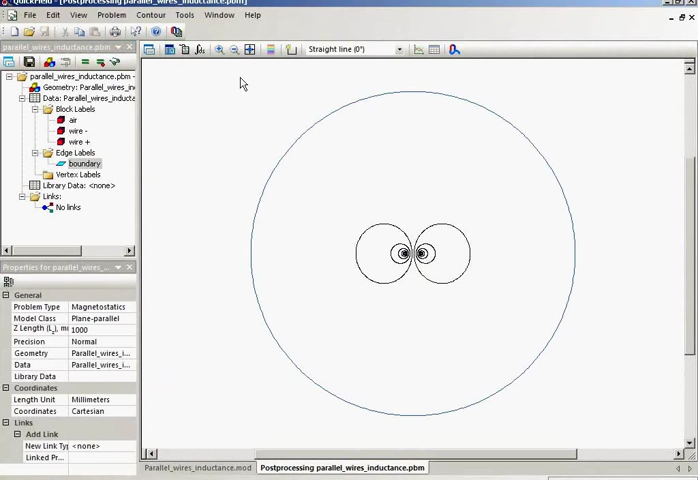 QuickField - [Postprocessing parallel_wires_inductance.pbm]
File Edit View Problem Contour Tools Window Help
parallel_wires_inductance.pbm
Straight line (0°)
parallel_wires_inductance.pbm -
Geometry: Parallel_wires_in
Data: Parallel_wires_inducta
Block Labels
air
wire -
wire +
Edge Labels
boundary
Vertex Labels
Library Data: <none>
Links:
No links
Properties for parallel_wires_...
General
Problem Type Magnetostatics
Model Class Plane-parallel
Z Length (L₂), m 1000
Precision Normal
Geometry Parallel_wires_i...
Data Parallel_wires_i...
Library Data
Coordinates
Length Unit Millimeters
Coordinates Cartesian
Links
Add Link
New Link Typ <none>
Linked Pr...
Parallel_wires_inductance.mod Postprocessing parallel_wires_inductance.pbm